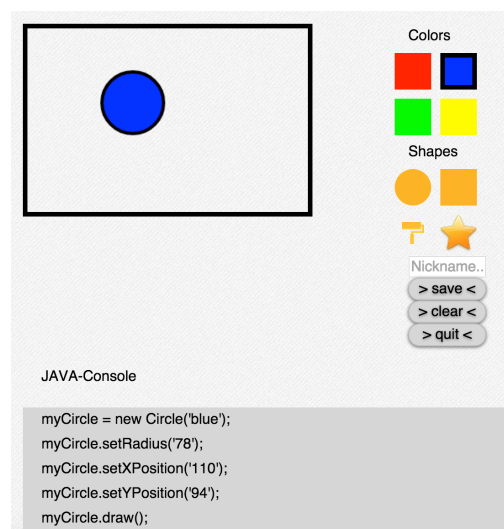 Colors
Shapes
Nickname..
> save <
> clear <
> quit <
JAVA-Console
myCircle = new Circle('blue');
myCircle.setRadius('78');
myCircle.setXPosition('110');
myCircle.setYPosition('94');
myCircle.draw();